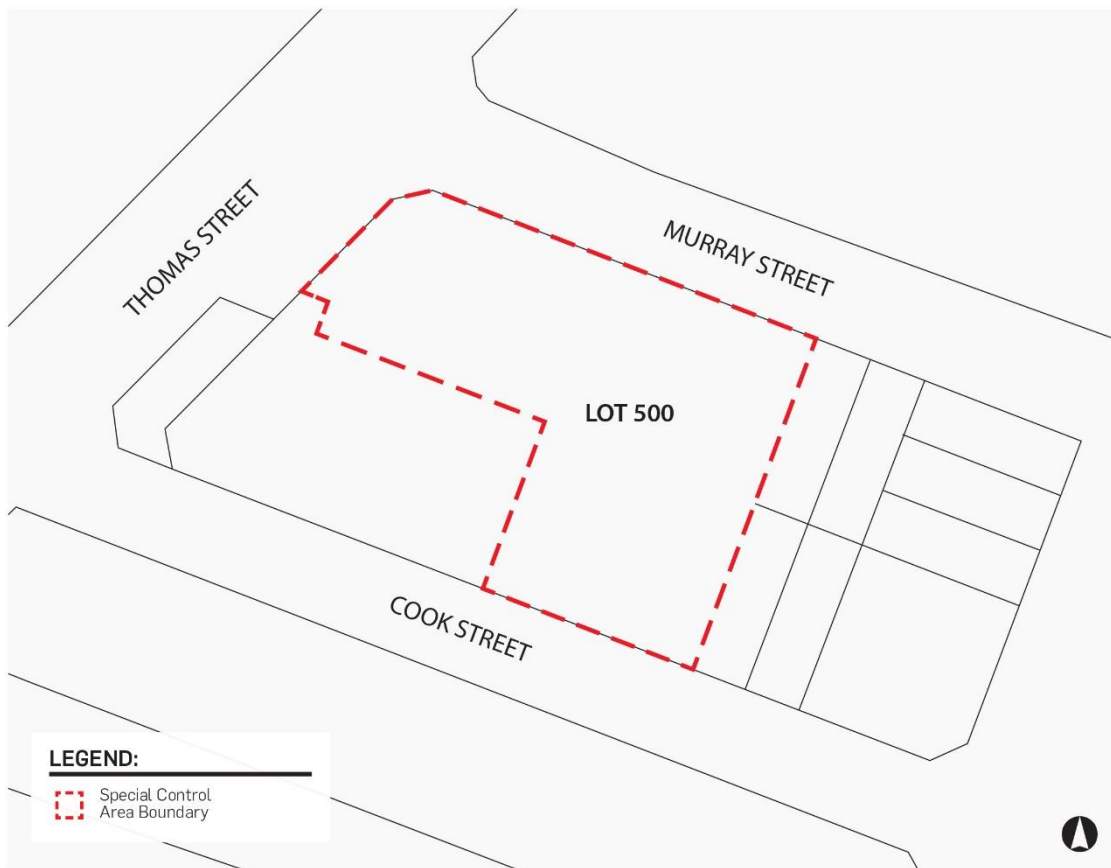 THOMAS STREET
MURRAY STREET
LOT 500
COOK STREET
LEGEND:
Special Control
Area Boundary